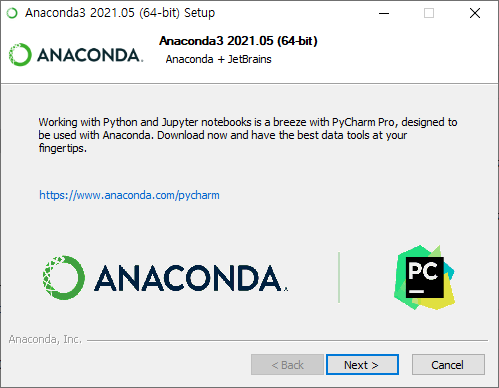 Anaconda3 2021.05 (64-bit) Setup
ANACONDA.
Anaconda3 2021.05 (64-bit)
Anaconda + JetBrains
Working with Python and Jupyter notebooks is a breeze with PyCharm Pro, designed to
be used with Anaconda. Download now and have the best data tools at your
fingertips.
https://www.anaconda.com/pycharm
ANACONDA.
PC
Anaconda, Inc.
< Back
Next >
Cancel